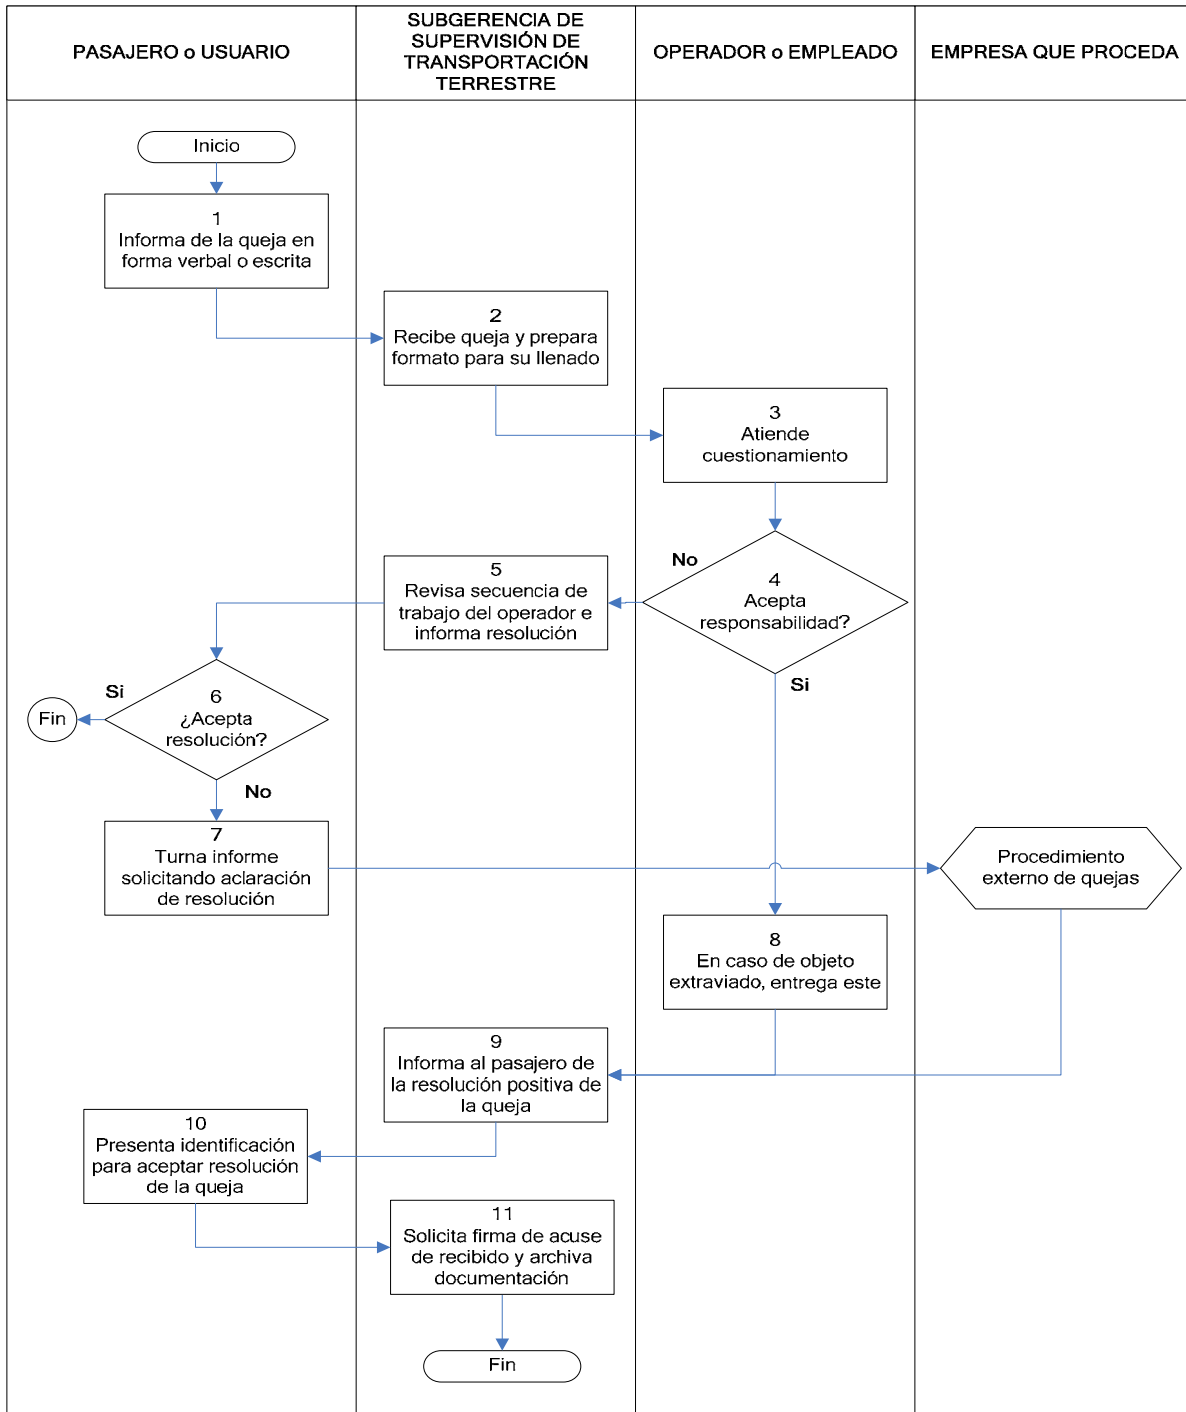 PASAJERO o USUARIO
SUBGERENCIA DE
SUPERVISIÓN DE
TRANSPORTACIÓN
TERRESTRE
OPERADOR o EMPLEADO
EMPRESA QUE PROCEDA
Inicio
1
Informa de la queja en
forma verbal o escrita
2
Recibe queja y prepara
formato para su llenado
3
Atiende
cuestionamiento
No
4
Acepta
responsabilidad?
Si
5
Revisa secuencia de
trabajo del operador e
informa resolución
Si
6
¿Acepta
resolución?
Fin
No
7
Turna informe
solicitando aclaración
de resolución
Procedimiento
externo de quejas
8
En caso de objeto
extraviado, entrega este
9
Informa al pasajero de
la resolución positiva de
la queja
10
Presenta identificación
para aceptar resolución
de la queja
11
Solicita firma de acuse
de recibido y archiva
documentación
Fin